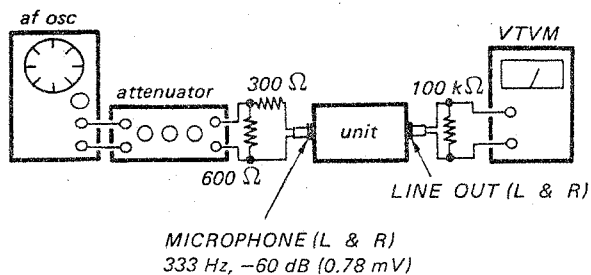 af osc
attenuator
300 Ω
600 Ω
unit
100 kΩ
VTVM
LINE OUT (L & R)
MICROPHONE (L & R)
333 Hz, −60 dB (0.78 mV)